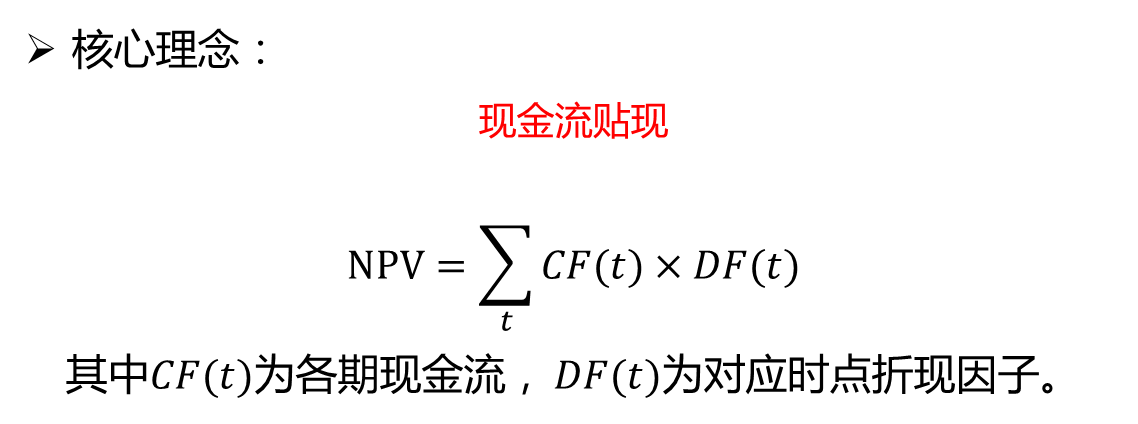 ➢ 核心理念：
现金流贴现
NPV = ∑_t CF(t) × DF(t)
其中CF(t)为各期现金流，DF(t)为对应时点折现因子。